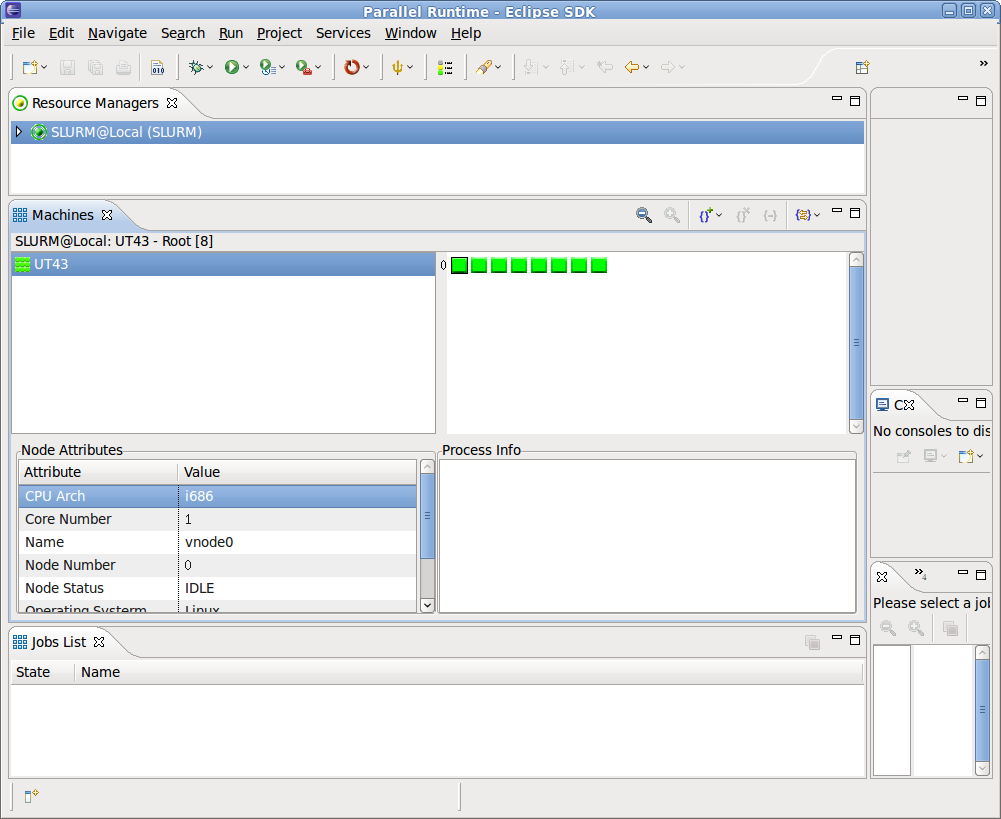 Parallel Runtime - Eclipse SDK
File Edit Navigate Search Run Project Services Window Help
010
Resource Managers
SLURM@Local (SLURM)
Machines
SLURM@Local: UT43 - Root [8]
UT43
0
Node Attributes
Attribute Value
CPU Arch i686
Core Number 1
Name vnode0
Node Number 0
Node Status IDLE
Operating Systerm Linux
Process Info
Jobs List
State Name
C
No consoles to dis
4
Please select a jol